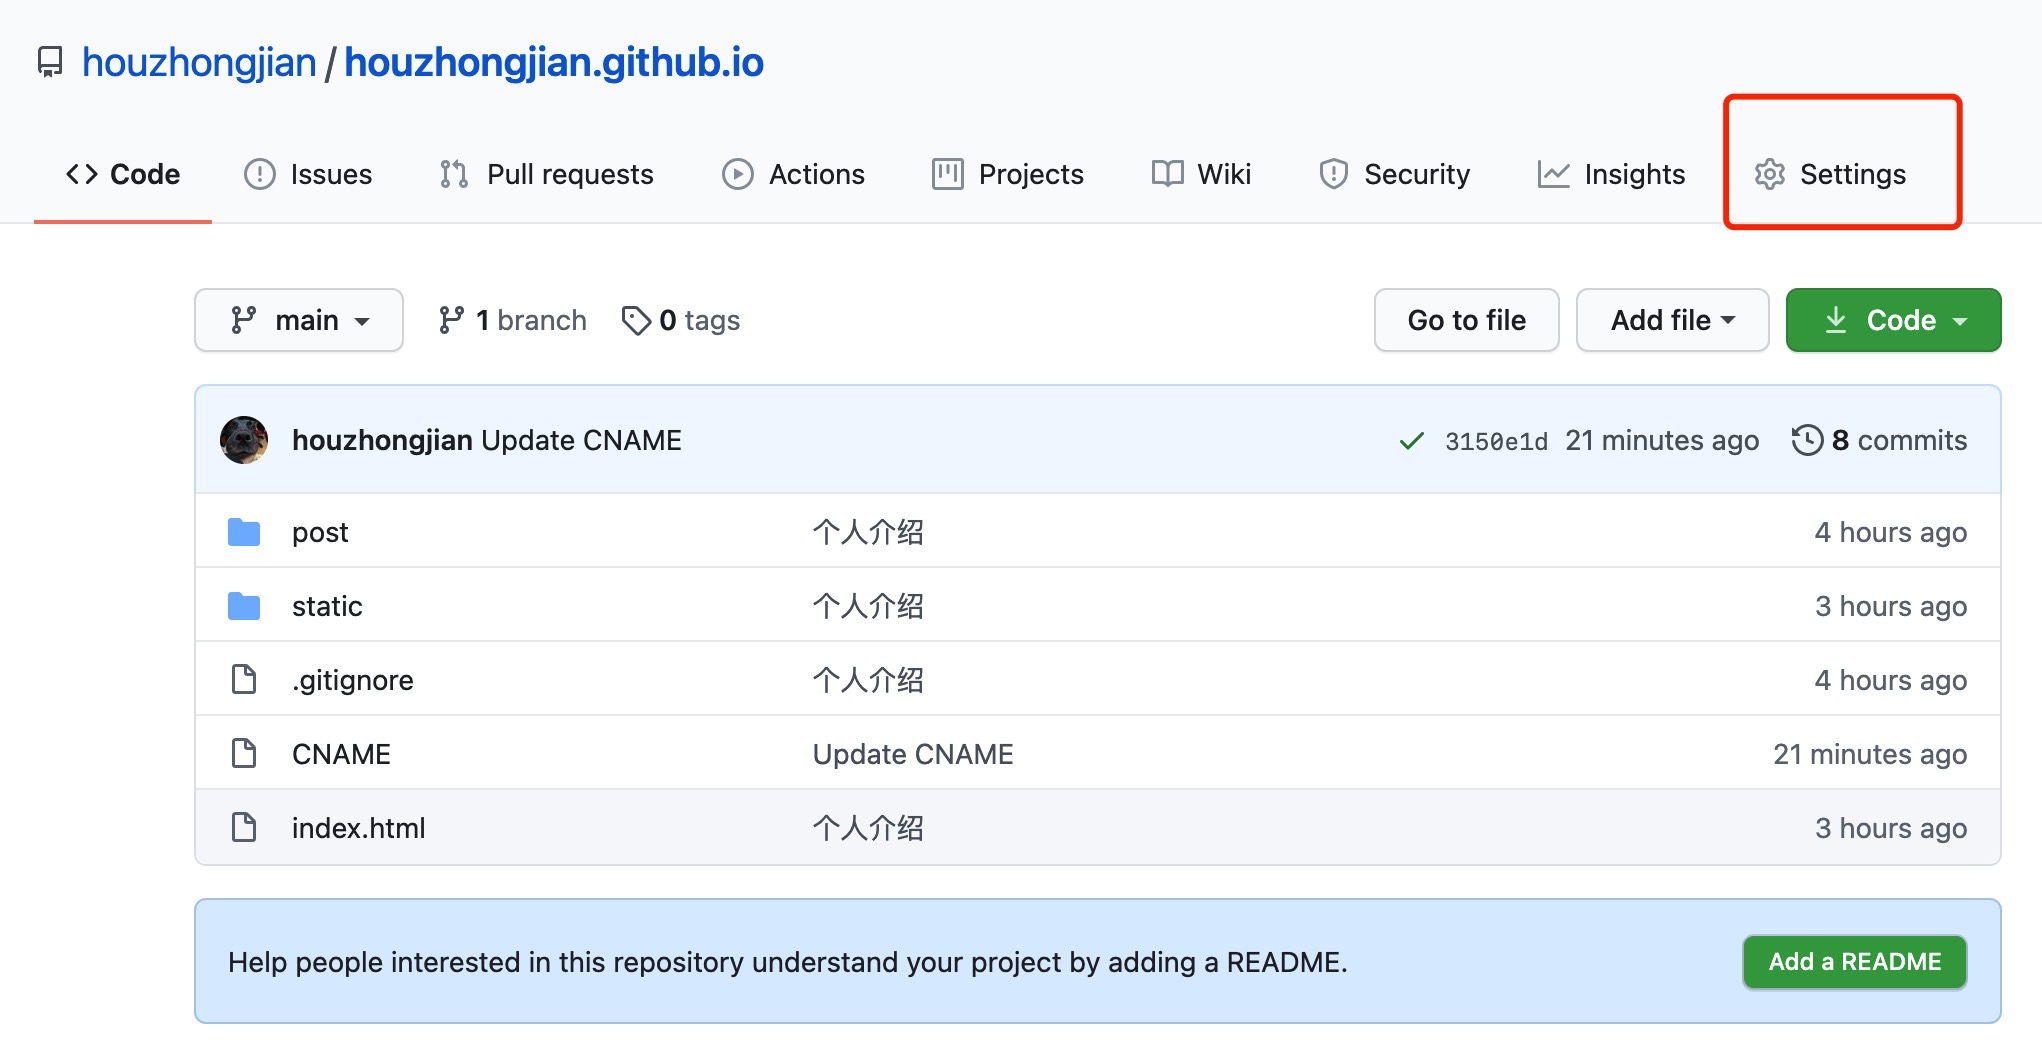 houzhongjian / houzhongjian.github.io
Code Issues Pull requests Actions Projects Wiki Security Insights Settings
main 1 branch 0 tags Go to file Add file Code
houzhongjian Update CNAME 3150e1d 21 minutes ago 8 commits
post 个人介绍 4 hours ago
static 个人介绍 3 hours ago
.gitignore 个人介绍 4 hours ago
CNAME Update CNAME 21 minutes ago
index.html 个人介绍 3 hours ago
Help people interested in this repository understand your project by adding a README. Add a README